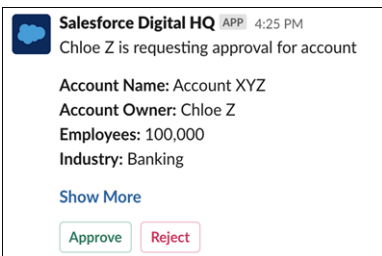 Salesforce Digital HQ APP 4:25 PM
Chloe Z is requesting approval for account
Account Name: Account XYZ
Account Owner: Chloe Z
Employees: 100,000
Industry: Banking
Show More
Approve Reject